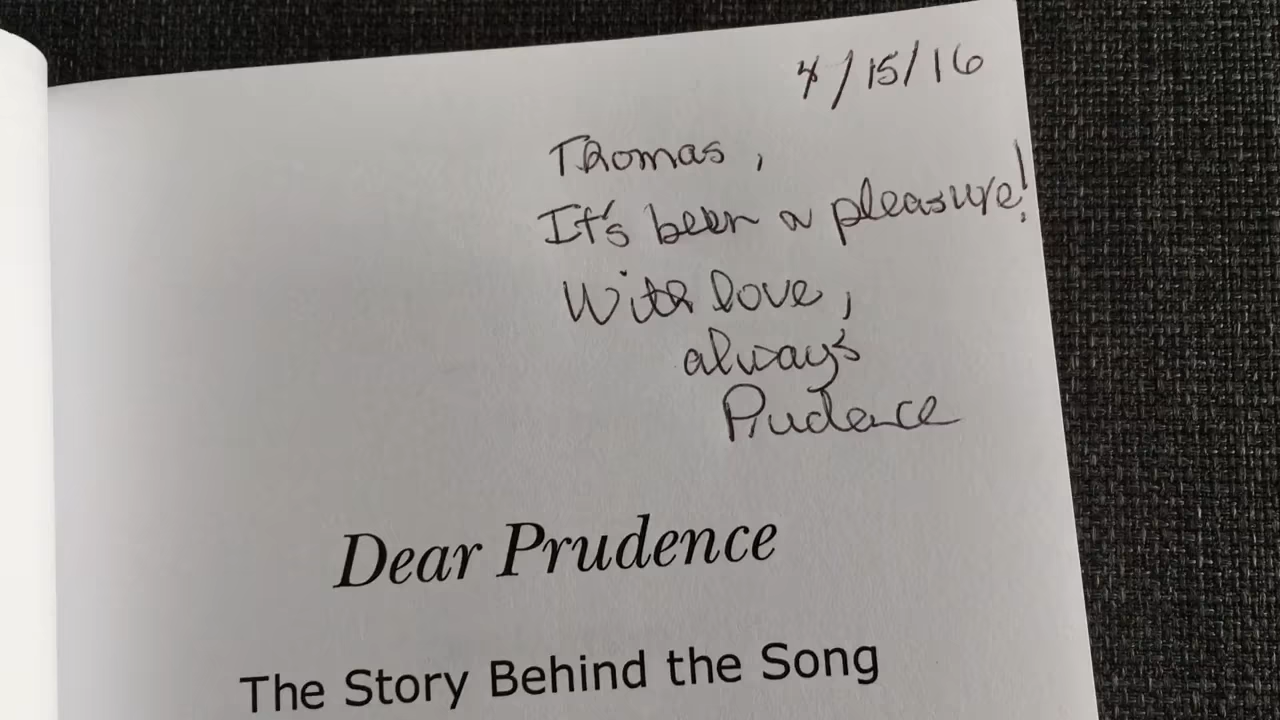 4/15/16
Thomas,
It's been a pleasure!
With love,
always
Prudence
Dear Prudence
The Story Behind the Song